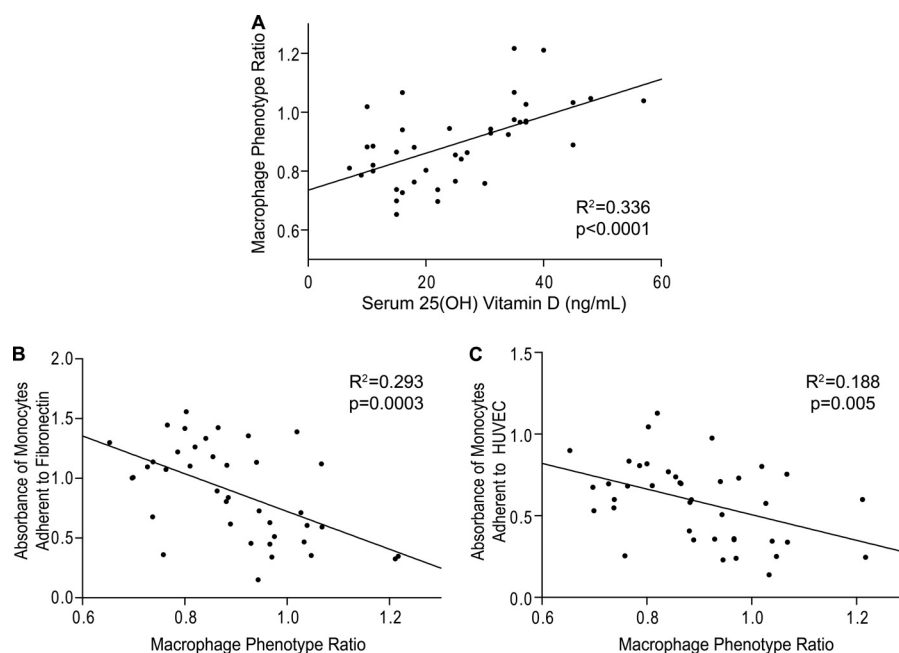 A
Macrophage Phenotype Ratio
1.2
1.0
0.8
0.6
R²=0.336
p<0.0001
0
20
40
60
Serum 25(OH) Vitamin D (ng/mL)
B
Absorbance of Monocytes
Adherent to Fibronectin
2.0
1.5
1.0
0.5
0.0
R²=0.293
p=0.0003
0.6
0.8
1.0
1.2
Macrophage Phenotype Ratio
C
Absorbance of Monocytes
Adherent to HUVEC
1.5
1.0
0.5
0.0
R²=0.188
p=0.005
0.6
0.8
1.0
1.2
Macrophage Phenotype Ratio